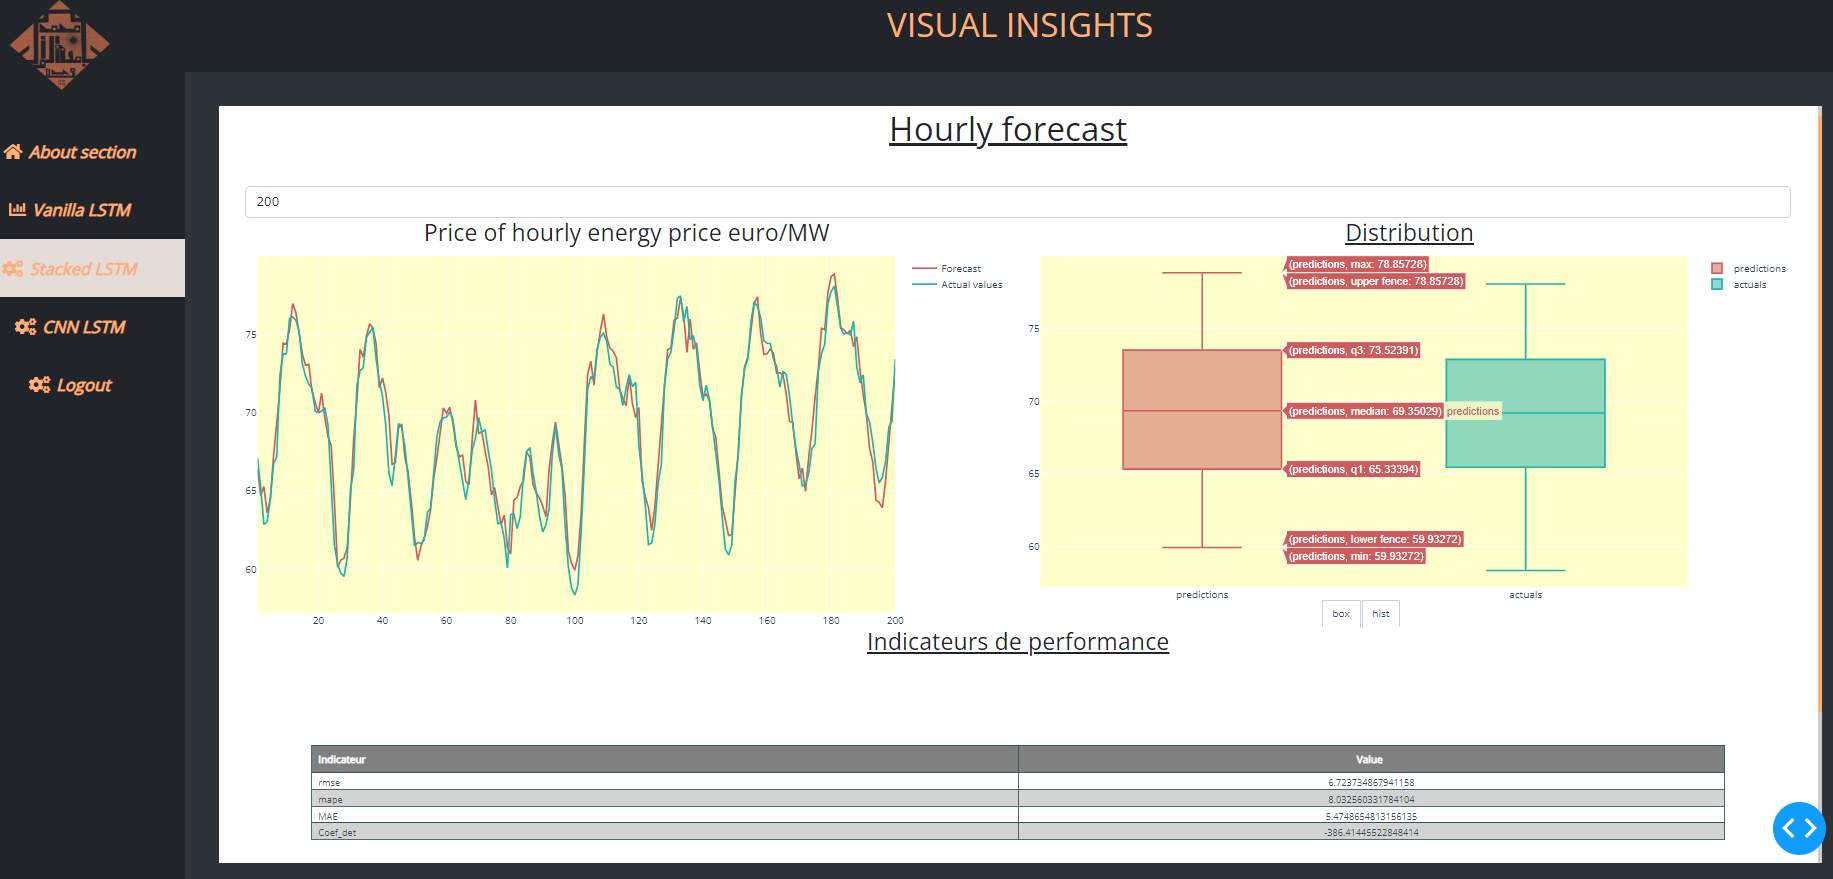 VISUAL INSIGHTS
About section
Vanilla LSTM
Stacked LSTM
CNN LSTM
Logout
Hourly forecast
200
Price of hourly energy price euro/MW
Forecast
Actual values
75
70
65
60
20 40 60 80 100 120 140 160 180 200
Distribution
predictions
actuals
75
70
65
60
(predictions, max: 78.85728)
(predictions, upper fence: 78.85728)
(predictions, q3: 73.52391)
(predictions, median: 69.35029) predictions
(predictions, q1: 65.33394)
(predictions, lower fence: 59.93272)
(predictions, min: 59.93272)
predictions actuals
box hist
Indicateurs de performance
Indicateur Value
rmse 6.723734867941158
mape 8.032560331784104
MAE 5.4748654813156135
Coef_det -386.41445522848414